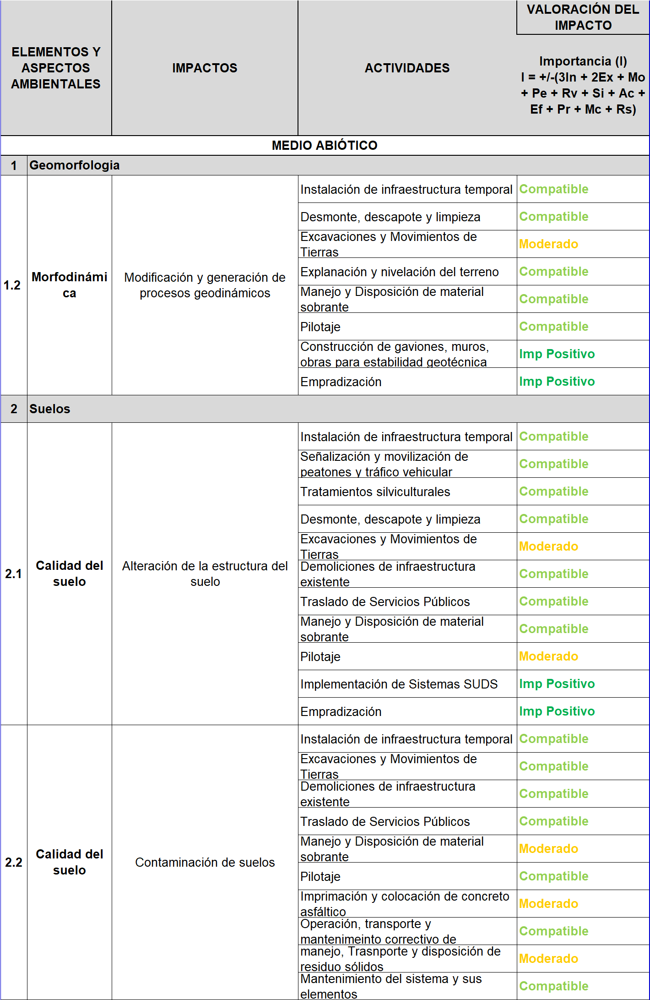 ELEMENTOS Y
ASPECTOS
AMBIENTALES
IMPACTOS
ACTIVIDADES
VALORACIÓN DEL
IMPACTO
Importancia (I)
I = +/-(3In + 2Ex + Mo
+ Pe + Rv + Si + Ac +
Ef + Pr + Mc + Rs)
MEDIO ABIÓTICO
1 Geomorfologia
1.2
Morfodinámi
ca
Modificación y generación de
procesos geodinámicos
Instalación de infraestructura temporal Compatible
Desmonte, descapote y limpieza Compatible
Excavaciones y Movimientos de
Tierras
Moderado
Explanación y nivelación del terreno Compatible
Manejo y Disposición de material
sobrante
Compatible
Pilotaje Compatible
Construcción de gaviones, muros,
obras para estabilidad geotécnica
Imp Positivo
Empradización Imp Positivo
2 Suelos
2.1
Calidad del
suelo
Alteración de la estructura del
suelo
Instalación de infraestructura temporal Compatible
Señalización y movilización de
peatones y tráfico vehicular
Compatible
Tratamientos silviculturales Compatible
Desmonte, descapote y limpieza Compatible
Excavaciones y Movimientos de
Tierras
Moderado
Demoliciones de infraestructura
existente
Compatible
Traslado de Servicios Públicos Compatible
Manejo y Disposición de material
sobrante
Compatible
Pilotaje Moderado
Implementación de Sistemas SUDS Imp Positivo
Empradización Imp Positivo
2.2
Calidad del
suelo
Contaminación de suelos
Instalación de infraestructura temporal Compatible
Excavaciones y Movimientos de
Tierras
Compatible
Demoliciones de infraestructura
existente
Compatible
Traslado de Servicios Públicos Compatible
Manejo y Disposición de material
sobrante
Moderado
Pilotaje Compatible
Imprimación y colocación de concreto
asfáltico
Moderado
Operación, transporte y
mantenimeinto correctivo de
Compatible
manejo, Trasnporte y disposición de
residuo sólidos
Moderado
Mantenimiento del sistema y sus
elementos
Compatible